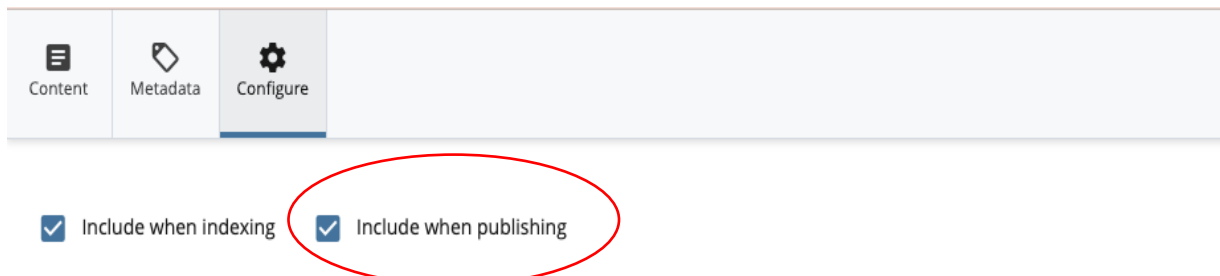 Content Metadata Configure
Include when indexing Include when publishing